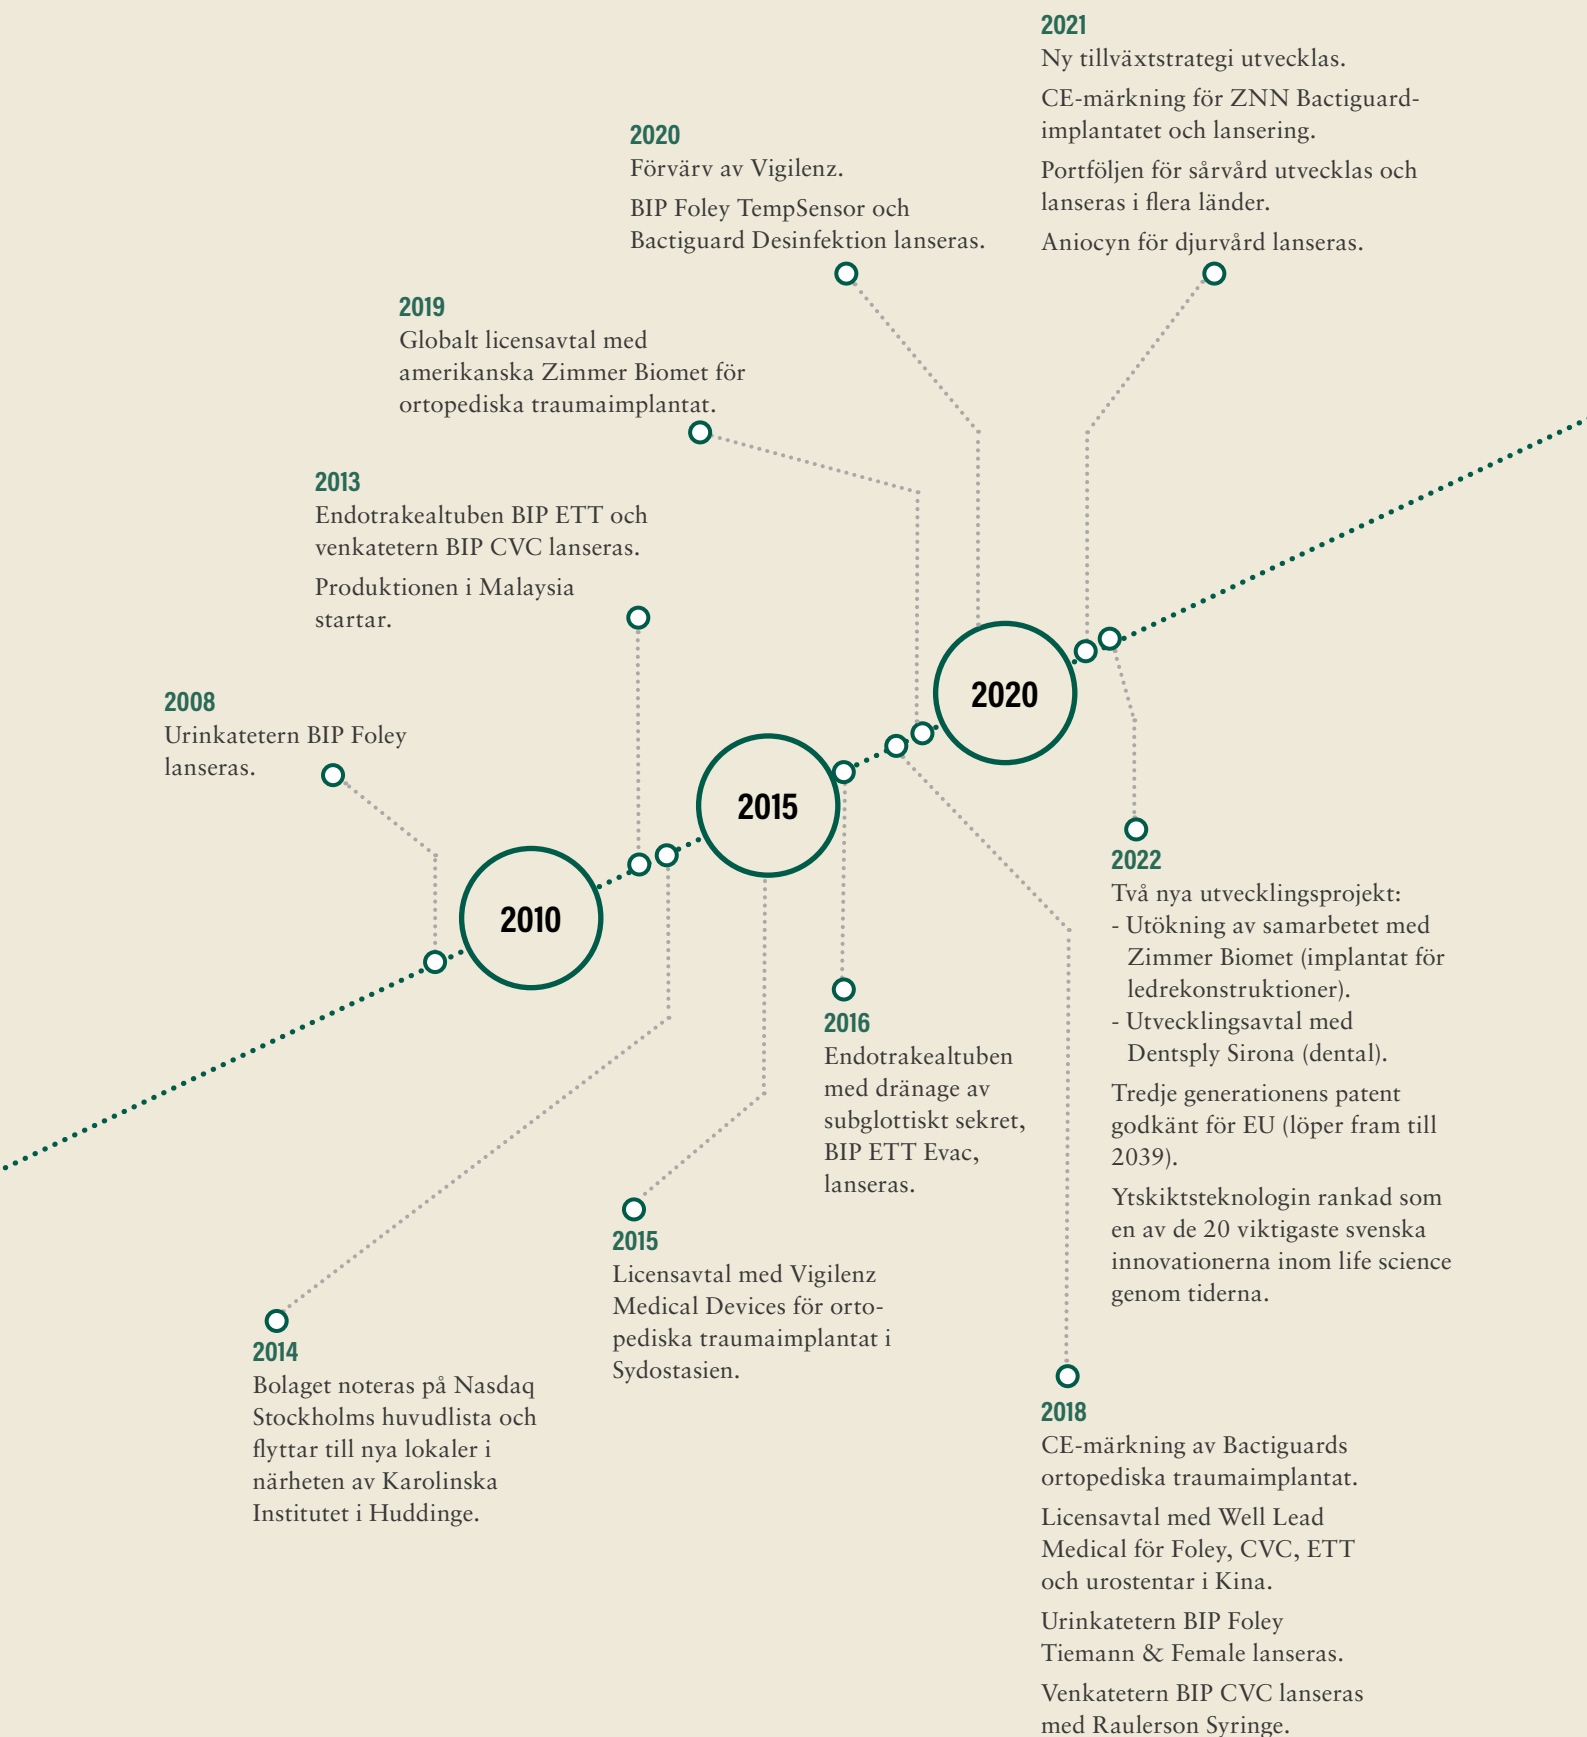 2021
Ny tillväxtstrategi utvecklas.
CE-märkning för ZNN Bactiguard-
implantatet och lansering.
Portföljen för sårvård utvecklas och
lanseras i flera länder.
Aniocyn för djurvård lanseras.
2020
Förvärv av Vigilenz.
BIP Foley TempSensor och
Bactiguard Desinfektion lanseras.
2019
Globalt licensavtal med
amerikanska Zimmer Biomet för
ortopediska traumaimplantat.
2013
Endotrakealtuben BIP ETT och
venkatetern BIP CVC lanseras.
Produktionen i Malaysia
startar.
2008
Urinkatetern BIP Foley
lanseras.
2020
2015
2010
2022
Två nya utvecklingsprojekt:
- Utökning av samarbetet med
Zimmer Biomet (implantat för
ledrekonstruktioner).
- Utvecklingsavtal med
Dentsply Sirona (dental).
Tredje generationens patent
godkänt för EU (löper fram till
2039).
Ytskiktsteknologin rankad som
en av de 20 viktigaste svenska
innovationerna inom life science
genom tiderna.
2016
Endotrakealtuben
med dränage av
subglottiskt sekret,
BIP ETT Evac,
lanseras.
2015
Licensavtal med Vigilenz
Medical Devices för orto-
pediska traumaimplantat i
Sydostasien.
2014
Bolaget noteras på Nasdaq
Stockholms huvudlista och
flyttar till nya lokaler i
närheten av Karolinska
Institutet i Huddinge.
2018
CE-märkning av Bactiguards
ortopediska traumaimplantat.
Licensavtal med Well Lead
Medical för Foley, CVC, ETT
och urostentar i Kina.
Urinkatetern BIP Foley
Tiemann & Female lanseras.
Venkatetern BIP CVC lanseras
med Raulerson Syringe.